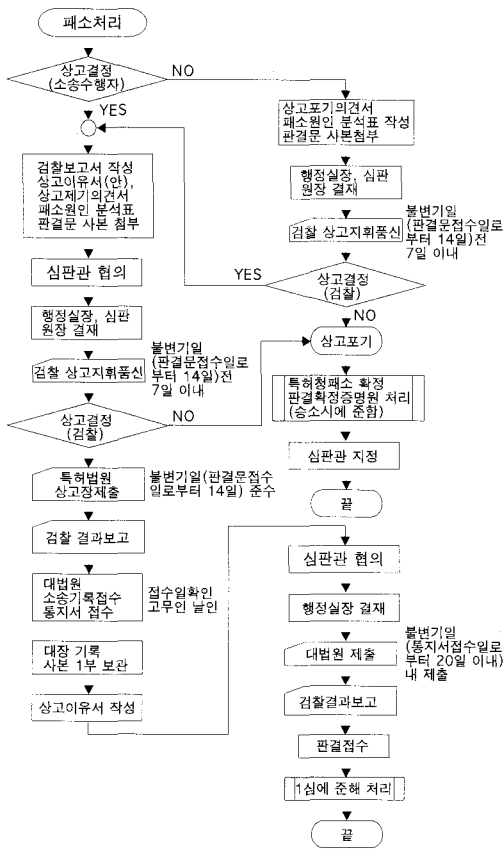 패소처리
상고결정
(소송수행자)
NO
YES
검찰보고서 작성
상고이유서(안),
상고제기의견서
패소원인 분석표
판결문 사본 첨부
심판관 협의
행정실장, 심판
원장 결재
검찰 상고지휘품신
불변기일
(판결문접수일로
부터 14일)전
7일 이내
상고결정
(검찰)
NO
특허법원
상고장제출
불변기일(판결문접수
일로부터 14일) 준수
검찰 결과보고
대법원
소송기록접수
통지서 접수
접수일확인
고무인 날인
대장 기록
사본 1부 보관
상고이유서 작성
상고포기의견서
패소원인 분석표 작성
판결문 사본첨부
행정실장, 심판
원장 결재
검찰 상고지휘품신
불변기일
(판결문접수일로
부터 14일)전
7일 이내
YES
상고결정
(검찰)
NO
상고포기
특허청패소 확정
판결확정증명원 처리
(승소시에 준함)
심판관 지정
끝
심판관 협의
행정실장 결재
대법원 제출
불변기일
(통지서접수일로
부터 20일 이내)
내 제출
검찰결과보고
판결접수
1심에 준해 처리
끝